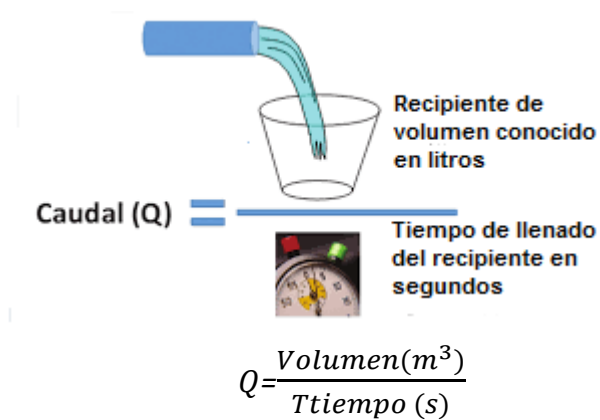 Recipiente de
volumen conocido
en litros
Caudal (Q) =
Tiempo de llenado
del recipiente en
segundos
Q=Volumen(m³)/Ttiempo (s)